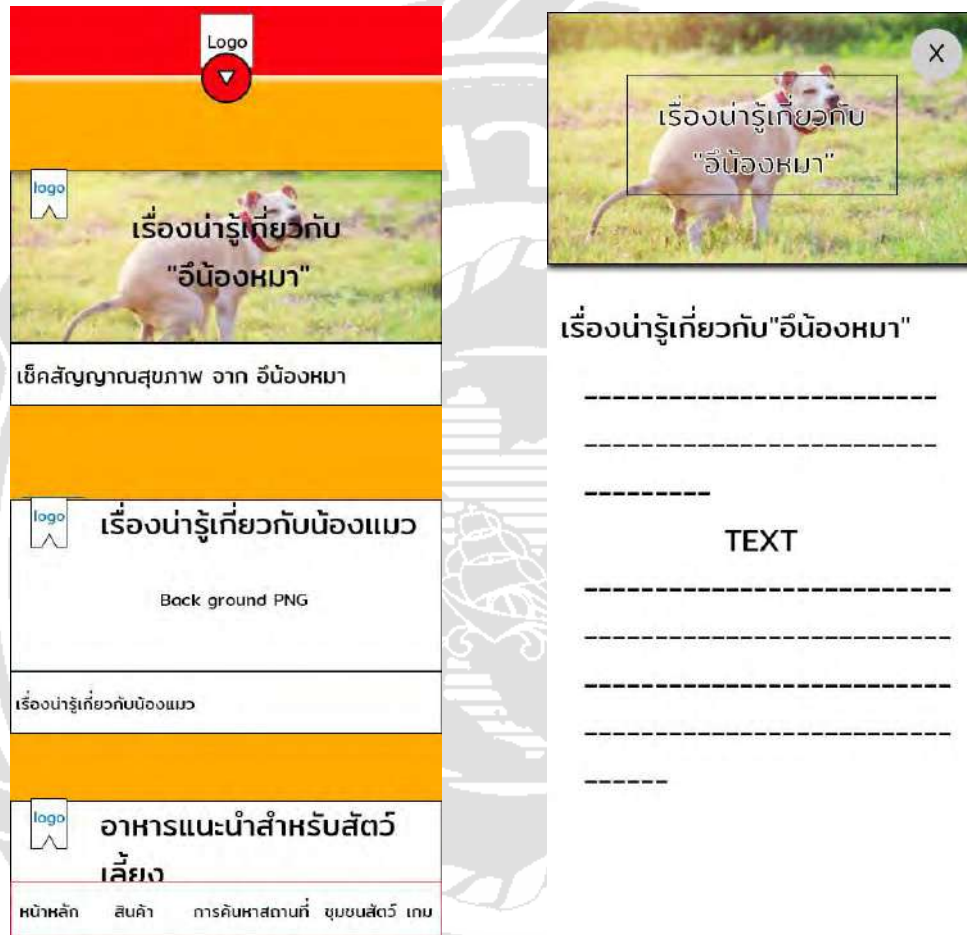 Logo
logo
เรื่องน่ารู้เกี่ยวกับ
"อึน้องหมา"
เช็คสัญญาณสุขภาพ จาก อึน้องหมา
logo
เรื่องน่ารู้เกี่ยวกับน้องแมว
Back ground PNG
เรื่องน่ารู้เกี่ยวกับน้องแมว
logo
อาหารแนะนำสำหรับสัตว์
เลี้ยง
หน้าหลัก สินค้า การค้นหาสถานที่ ชุมชนสัตว์ เกม
X
เรื่องน่ารู้เกี่ยวกับ
"อึน้องหมา"
เรื่องน่ารู้เกี่ยวกับ"อึน้องหมา"
TEXT